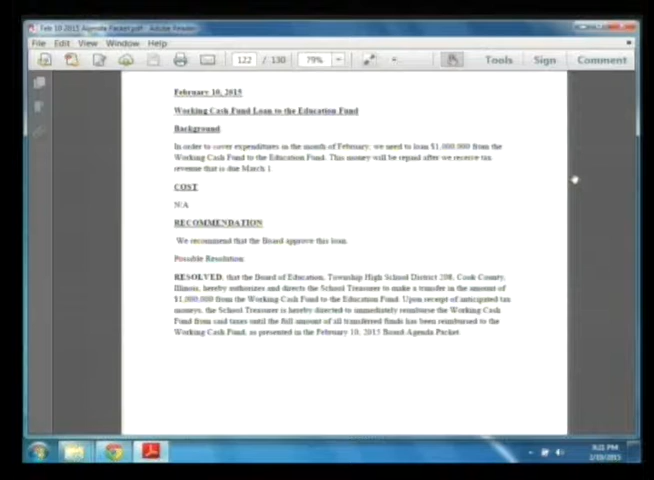 Feb 10 2015 Agenda Packet.pdf - Adobe Reader
File Edit View Window Help
122 / 130 79% Tools Sign Comment
February 10, 2015
Working Cash Fund Loan to the Education Fund
Background
In order to cover expenditures in the month of February, we need to loan $1,000,000 from the
Working Cash Fund to the Education Fund. This money will be repaid after we receive tax
revenue that is due March 1
COST
N/A
RECOMMENDATION
We recommend that the Board approve this loan.
Possible Resolution:
RESOLVED, that the Board of Education, Township High School District 208, Cook County,
Illinois, hereby authorizes and directs the School Treasurer to make a transfer in the amount of
$1,000,000 from the Working Cash Fund to the Education Fund. Upon receipt of anticipated tax
moneys, the School Treasurer is hereby directed to immediately reimburse the Working Cash
Fund from said taxes until the full amount of all transferred funds has been reimbursed to the
Working Cash Fund, as presented in the February 10, 2015 Board Agenda Packet.